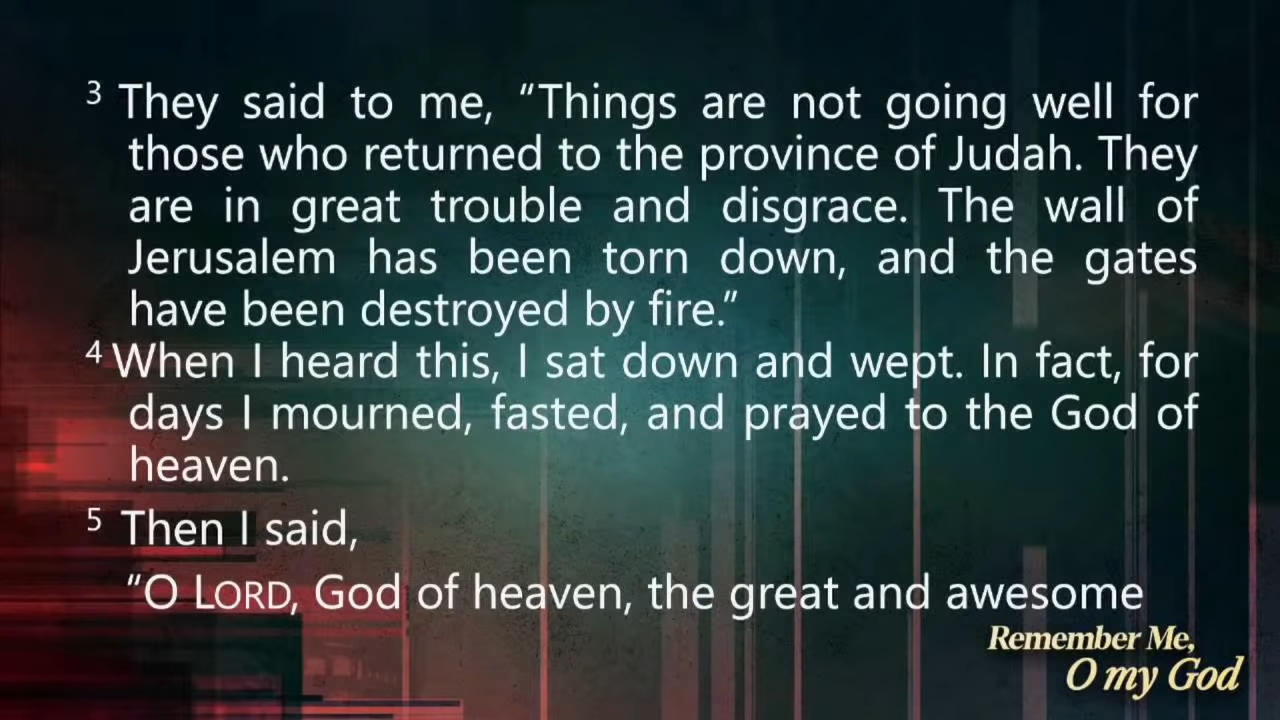 3 They said to me, “Things are not going well for
those who returned to the province of Judah. They
are in great trouble and disgrace. The wall of
Jerusalem has been torn down, and the gates
have been destroyed by fire.”
4 When I heard this, I sat down and wept. In fact, for
days I mourned, fasted, and prayed to the God of
heaven.
5 Then I said,
“O LORD, God of heaven, the great and awesome
Remember Me,
O my God